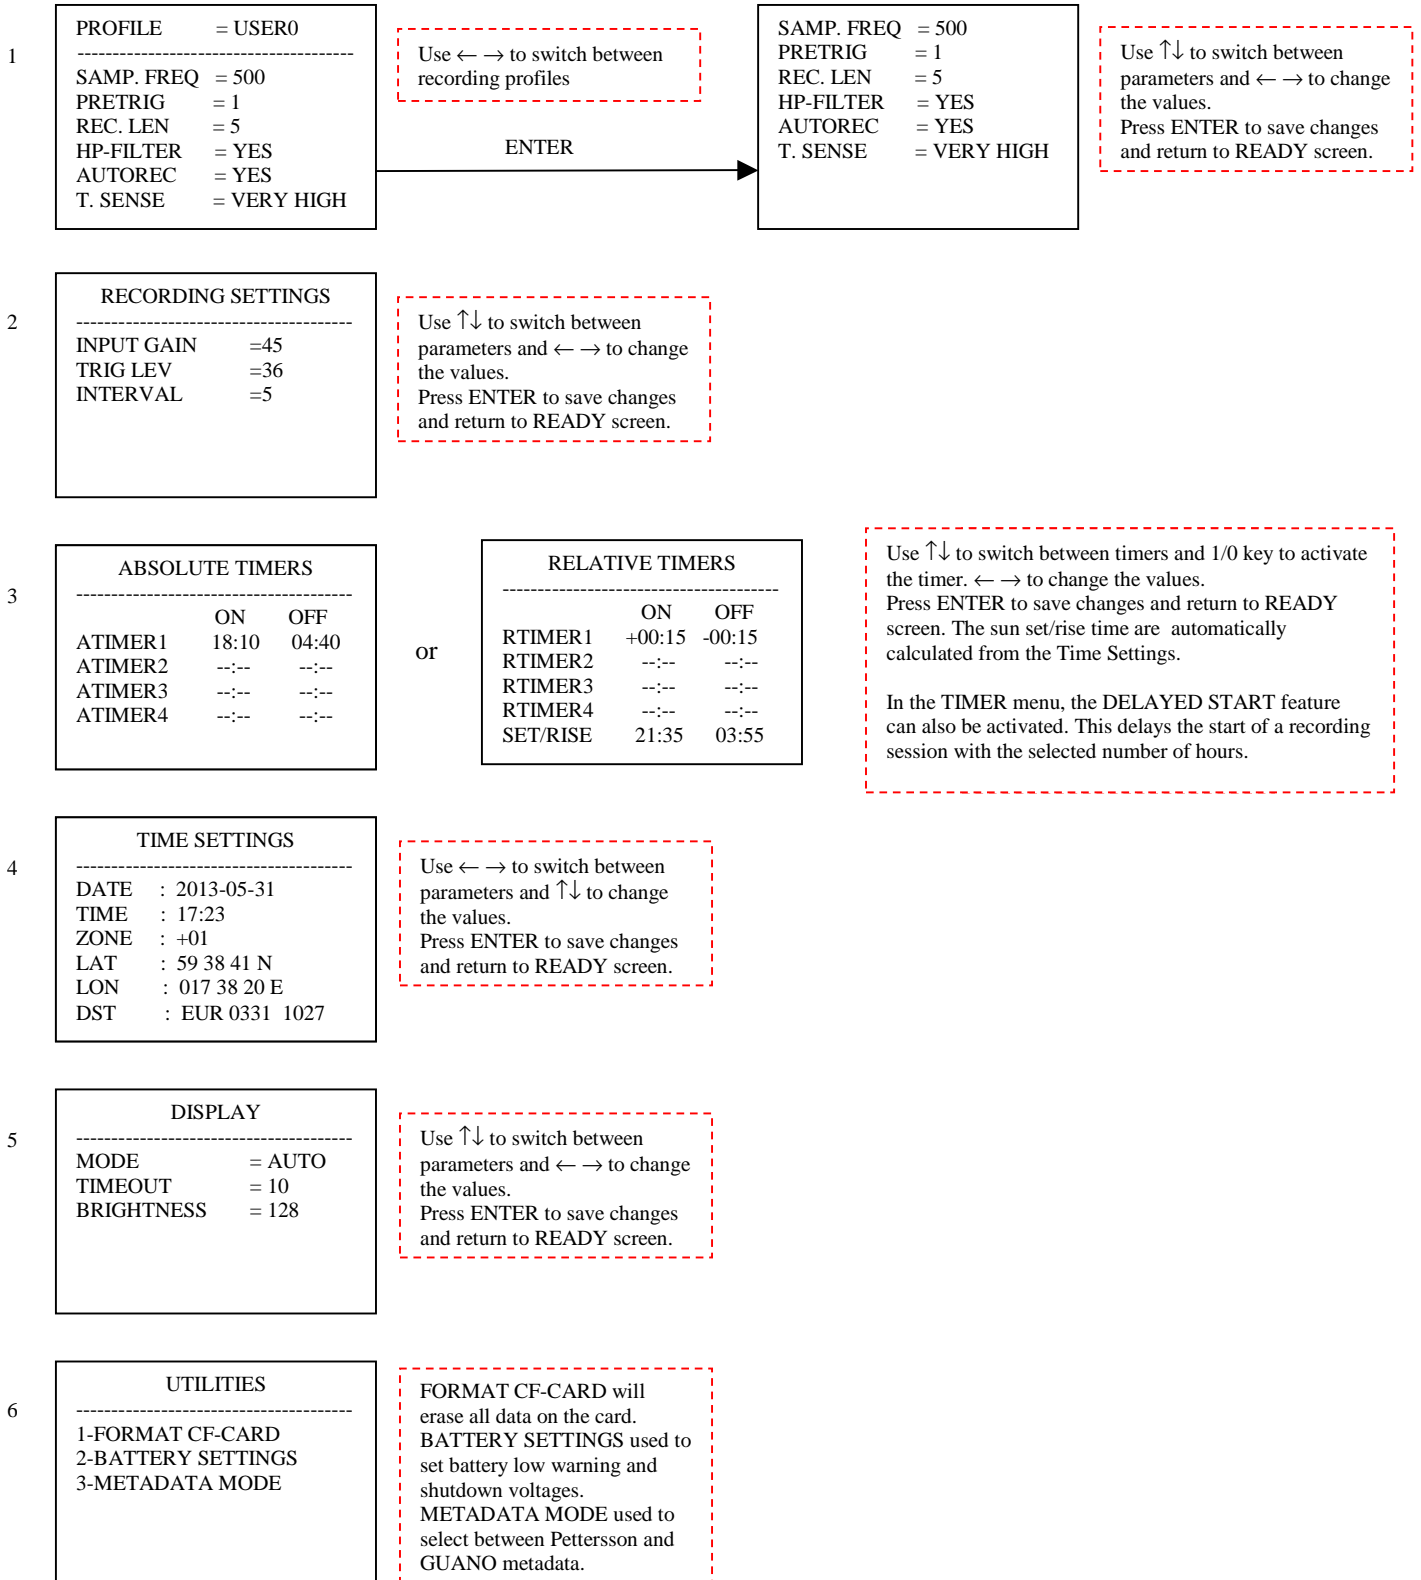 1
PROFILE = USER0
---------------------------------------
SAMP. FREQ = 500
PRETRIG = 1
REC. LEN = 5
HP-FILTER = YES
AUTOREC = YES
T. SENSE = VERY HIGH
Use ← → to switch between
recording profiles
ENTER
SAMP. FREQ = 500
PRETRIG = 1
REC. LEN = 5
HP-FILTER = YES
AUTOREC = YES
T. SENSE = VERY HIGH
Use ↑↓ to switch between
parameters and ← → to change
the values.
Press ENTER to save changes
and return to READY screen.
2
RECORDING SETTINGS
---------------------------------------
INPUT GAIN =45
TRIG LEV =36
INTERVAL =5
Use ↑↓ to switch between
parameters and ← → to change
the values.
Press ENTER to save changes
and return to READY screen.
3
ABSOLUTE TIMERS
---------------------------------------
ON OFF
ATIMER1 18:10 04:40
ATIMER2 --:-- --:--
ATIMER3 --:-- --:--
ATIMER4 --:-- --:--
or
RELATIVE TIMERS
---------------------------------------
ON OFF
RTIMER1 +00:15 -00:15
RTIMER2 --:-- --:--
RTIMER3 --:-- --:--
RTIMER4 --:-- --:--
SET/RISE 21:35 03:55
Use ↑↓ to switch between timers and 1/0 key to activate
the timer. ← → to change the values.
Press ENTER to save changes and return to READY
screen. The sun set/rise time are automatically
calculated from the Time Settings.
In the TIMER menu, the DELAYED START feature
can also be activated. This delays the start of a recording
session with the selected number of hours.
4
TIME SETTINGS
---------------------------------------
DATE : 2013-05-31
TIME : 17:23
ZONE : +01
LAT : 59 38 41 N
LON : 017 38 20 E
DST : EUR 0331 1027
Use ← → to switch between
parameters and ↑↓ to change
the values.
Press ENTER to save changes
and return to READY screen.
5
DISPLAY
---------------------------------------
MODE = AUTO
TIMEOUT = 10
BRIGHTNESS = 128
Use ↑↓ to switch between
parameters and ← → to change
the values.
Press ENTER to save changes
and return to READY screen.
6
UTILITIES
---------------------------------------
1-FORMAT CF-CARD
2-BATTERY SETTINGS
3-METADATA MODE
FORMAT CF-CARD will
erase all data on the card.
BATTERY SETTINGS used to
set battery low warning and
shutdown voltages.
METADATA MODE used to
select between Pettersson and
GUANO metadata.